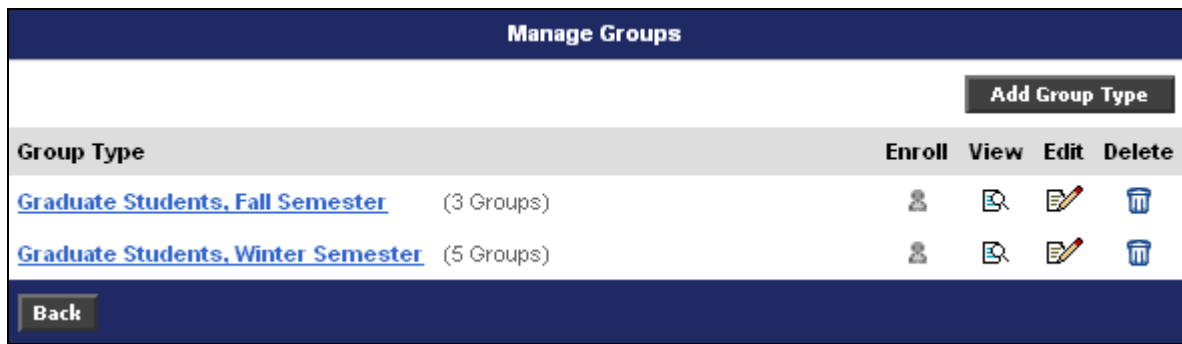 Manage Groups
Add Group Type
Group Type Enroll View Edit Delete
Graduate Students, Fall Semester (3 Groups)
Graduate Students, Winter Semester (5 Groups)
Back